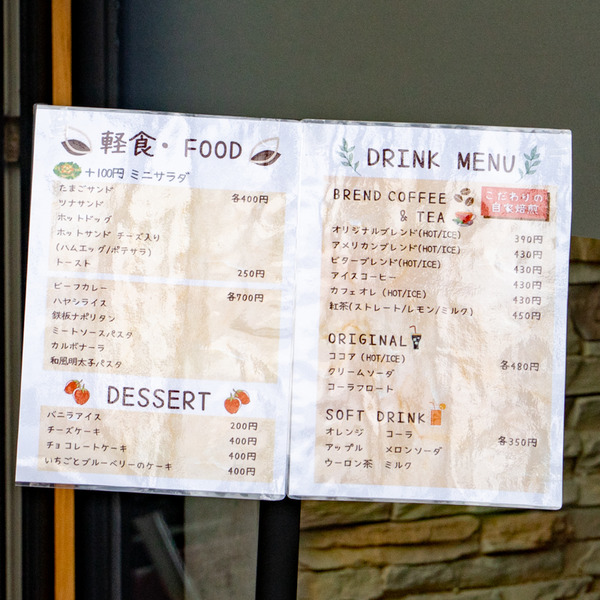 軽食・FOOD
+100円 ミニサラダ
たまごサンド 各400円
ツナサンド
ホットドッグ
ホットサンド チーズ入り
(ハムエッグ/ポテサラ)
トースト 250円
ビーフカレー 各700円
ハヤシライス
鉄板ナポリタン
ミートソースパスタ
カルボナーラ
和風明太子パスタ
DESSERT
バニラアイス 200円
チーズケーキ 400円
チョコレートケーキ 400円
いちごとブルーベリーのケーキ 400円
DRINK MENU
BREND COFFEE
& TEA
こだわりの
自家焙煎
オリジナルブレンド(HOT/ICE) 390円
アメリカンブレンド(HOT/ICE) 430円
ビターブレンド(HOT/ICE) 430円
アイスコーヒー 430円
カフェオレ(HOT/ICE) 430円
紅茶(ストレート/レモン/ミルク) 450円
ORIGINAL
ココア(HOT/ICE) 各480円
クリームソーダ
コーラフロート
SOFT DRINK
オレンジ コーラ 各350円
アップル メロンソーダ
ウーロン茶 ミルク